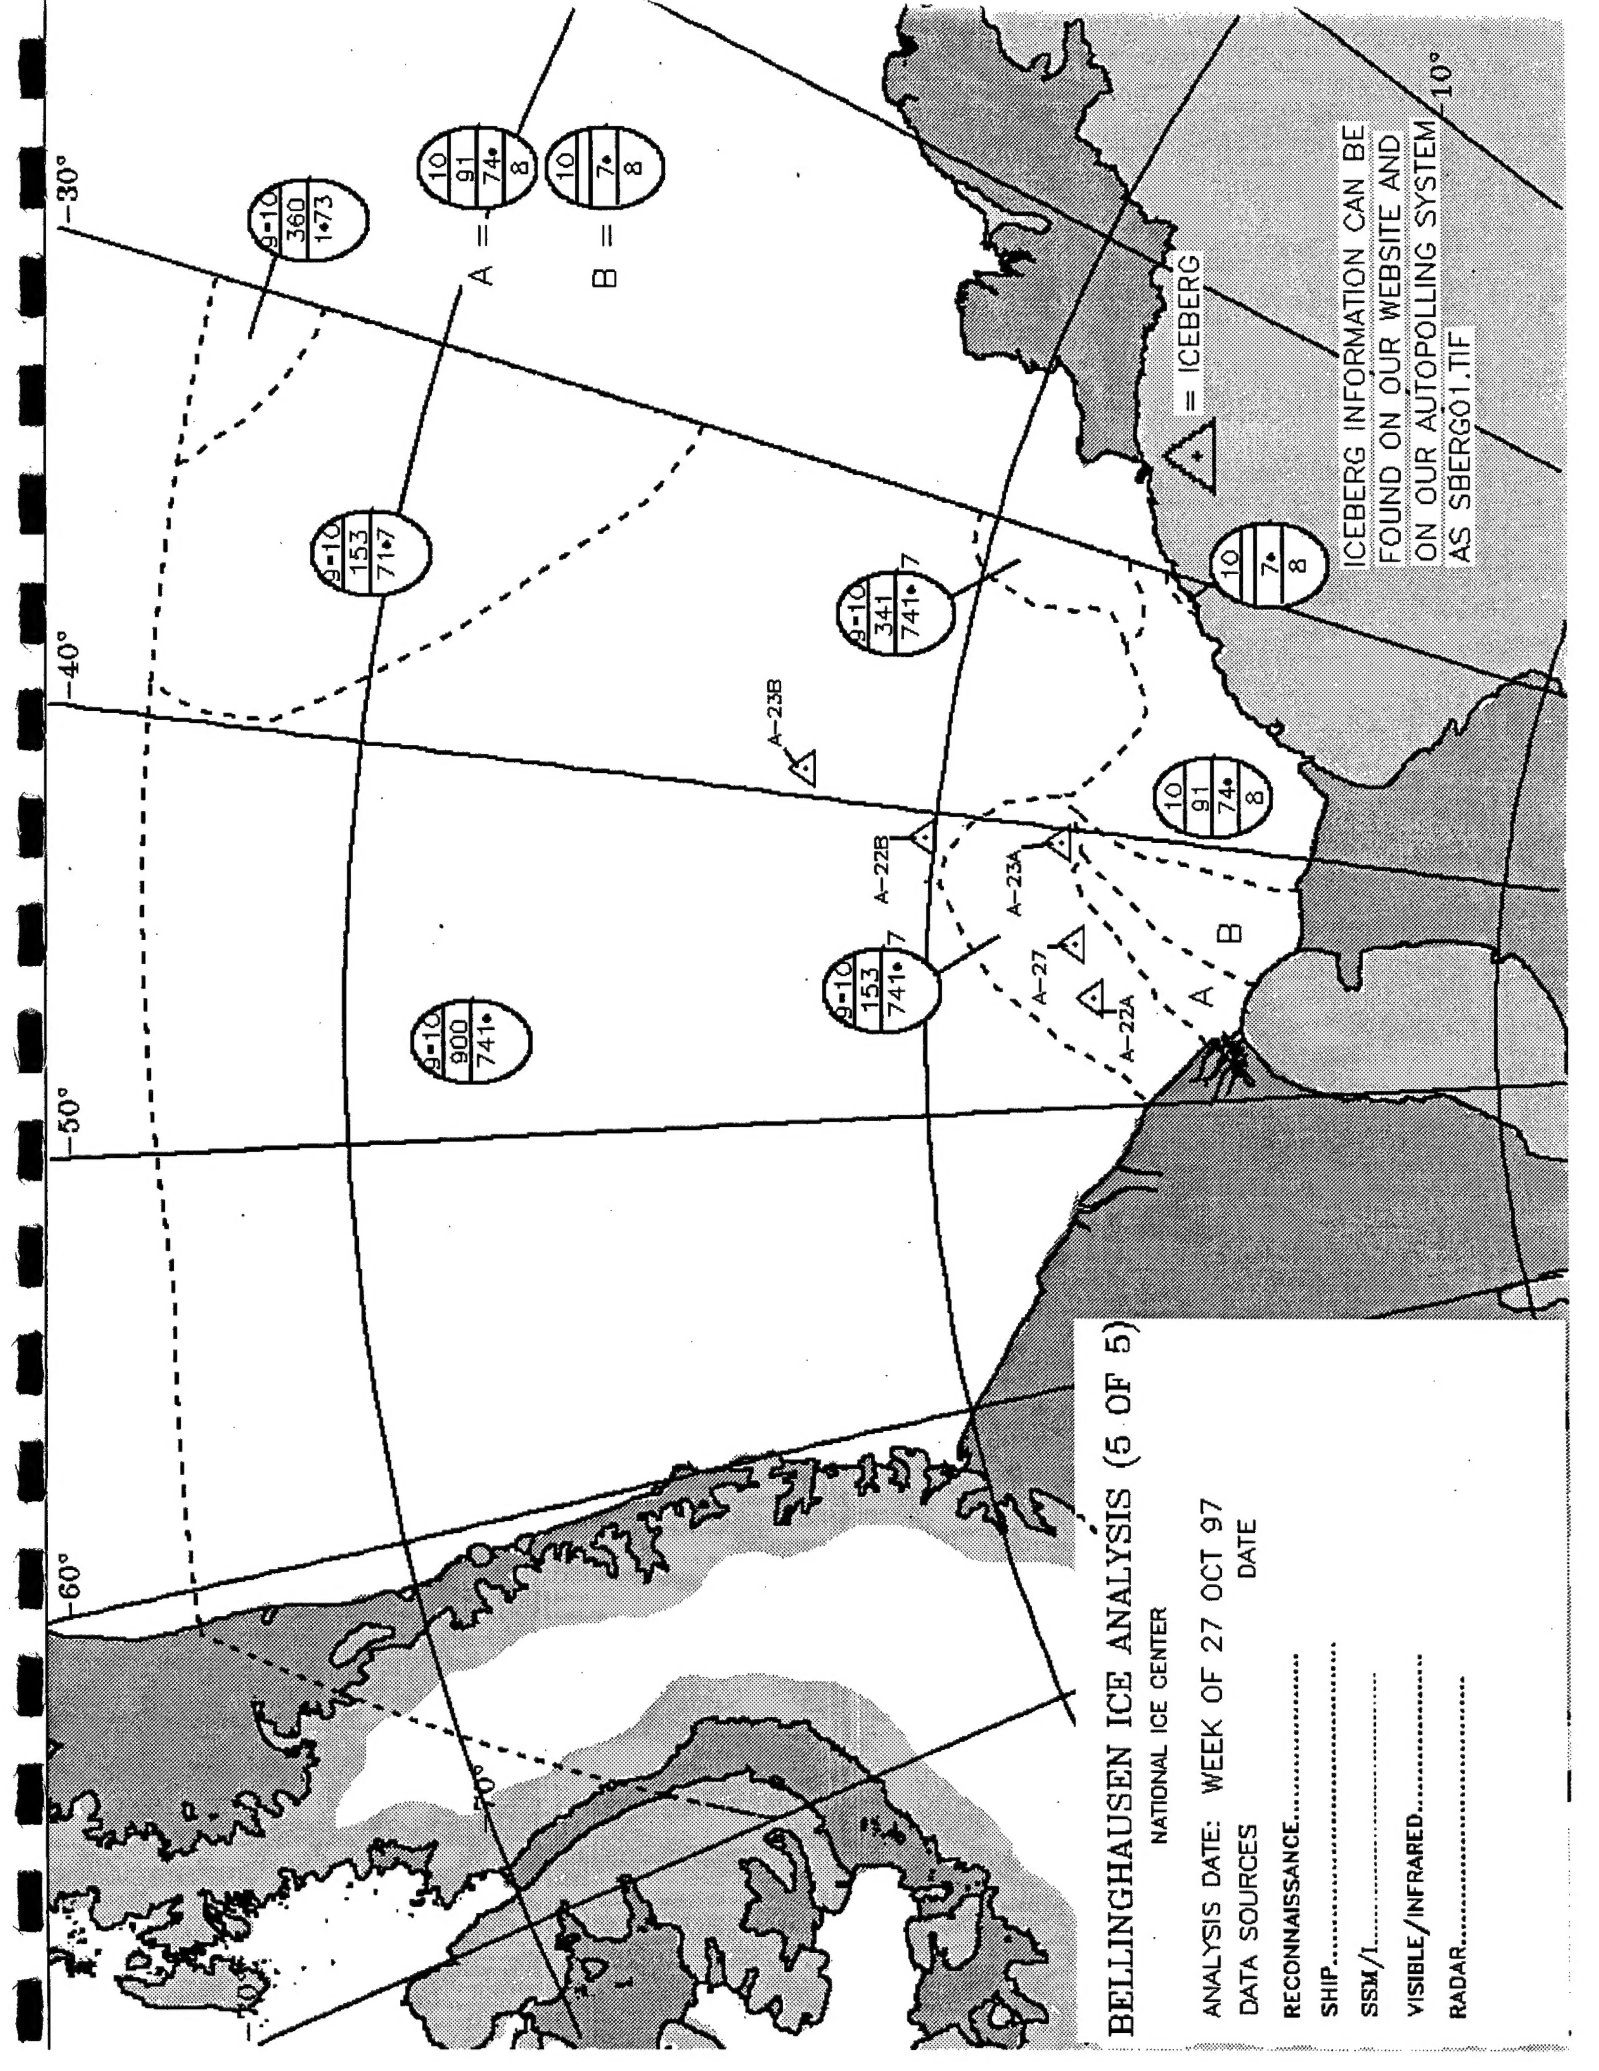 -60°
-50°
-40°
-30°
9-10
360
1•73
9-10
153
71•7
A =
10
91
74•
8
B =
10
7•
8
9-10
900
741•
A-23B
A-22B
9-10
153
741•
7
9-10
341
741•
7
A-23A
A-27
A-22A
A
B
10
91
74•
8
10
7•
8
-70°
-10°
= ICEBERG
ICEBERG INFORMATION CAN BE
FOUND ON OUR WEBSITE AND
ON OUR AUTOPOLLING SYSTEM
AS SBERG01.TIF
BELLINGHAUSEN ICE ANALYSIS (5 OF 5)
NATIONAL ICE CENTER
ANALYSIS DATE: WEEK OF 27 OCT 97
DATA SOURCES DATE
RECONNAISSANCE....................
SHIP..............................
SSM/I.............................
VISIBLE/INFRARED..................
RADAR.............................